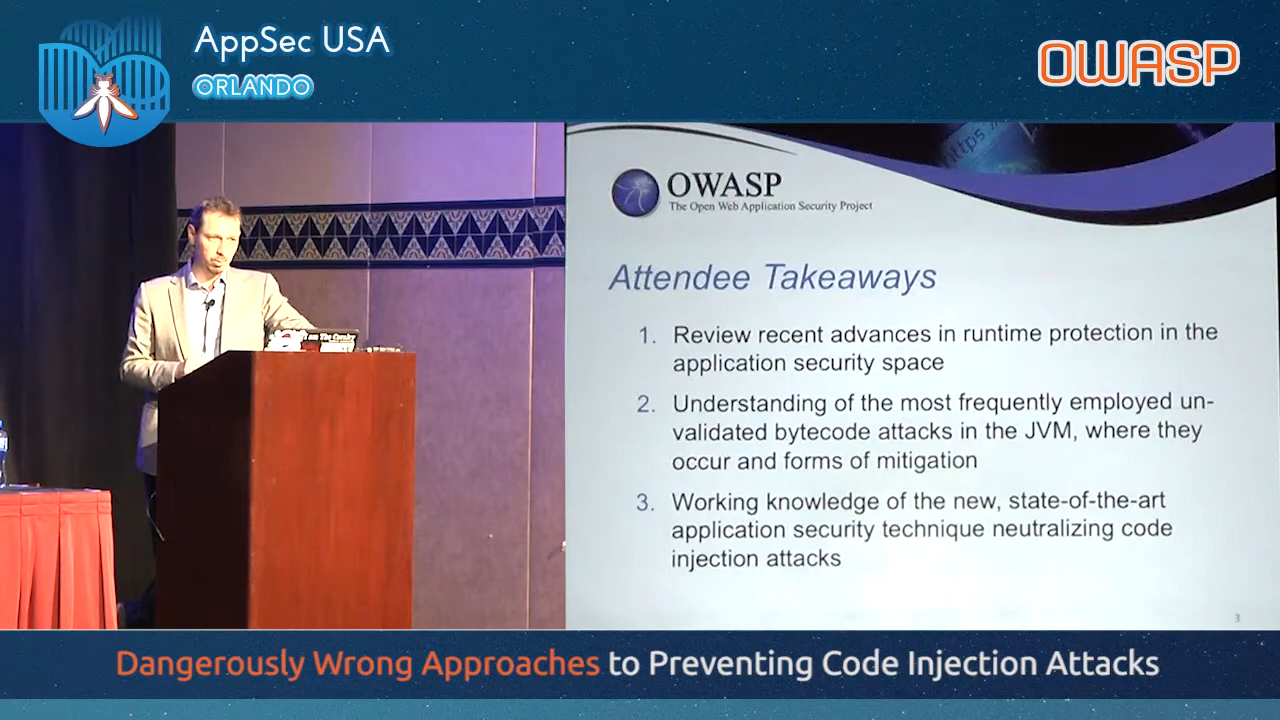 AppSec USA
ORLANDO
OWASP
https
OWASP
The Open Web Application Security Project
Attendee Takeaways
1. Review recent advances in runtime protection in the
application security space
2. Understanding of the most frequently employed un-
validated bytecode attacks in the JVM, where they
occur and forms of mitigation
3. Working knowledge of the new, state-of-the-art
application security technique neutralizing code
injection attacks
3
Dangerously Wrong Approaches to Preventing Code Injection Attacks